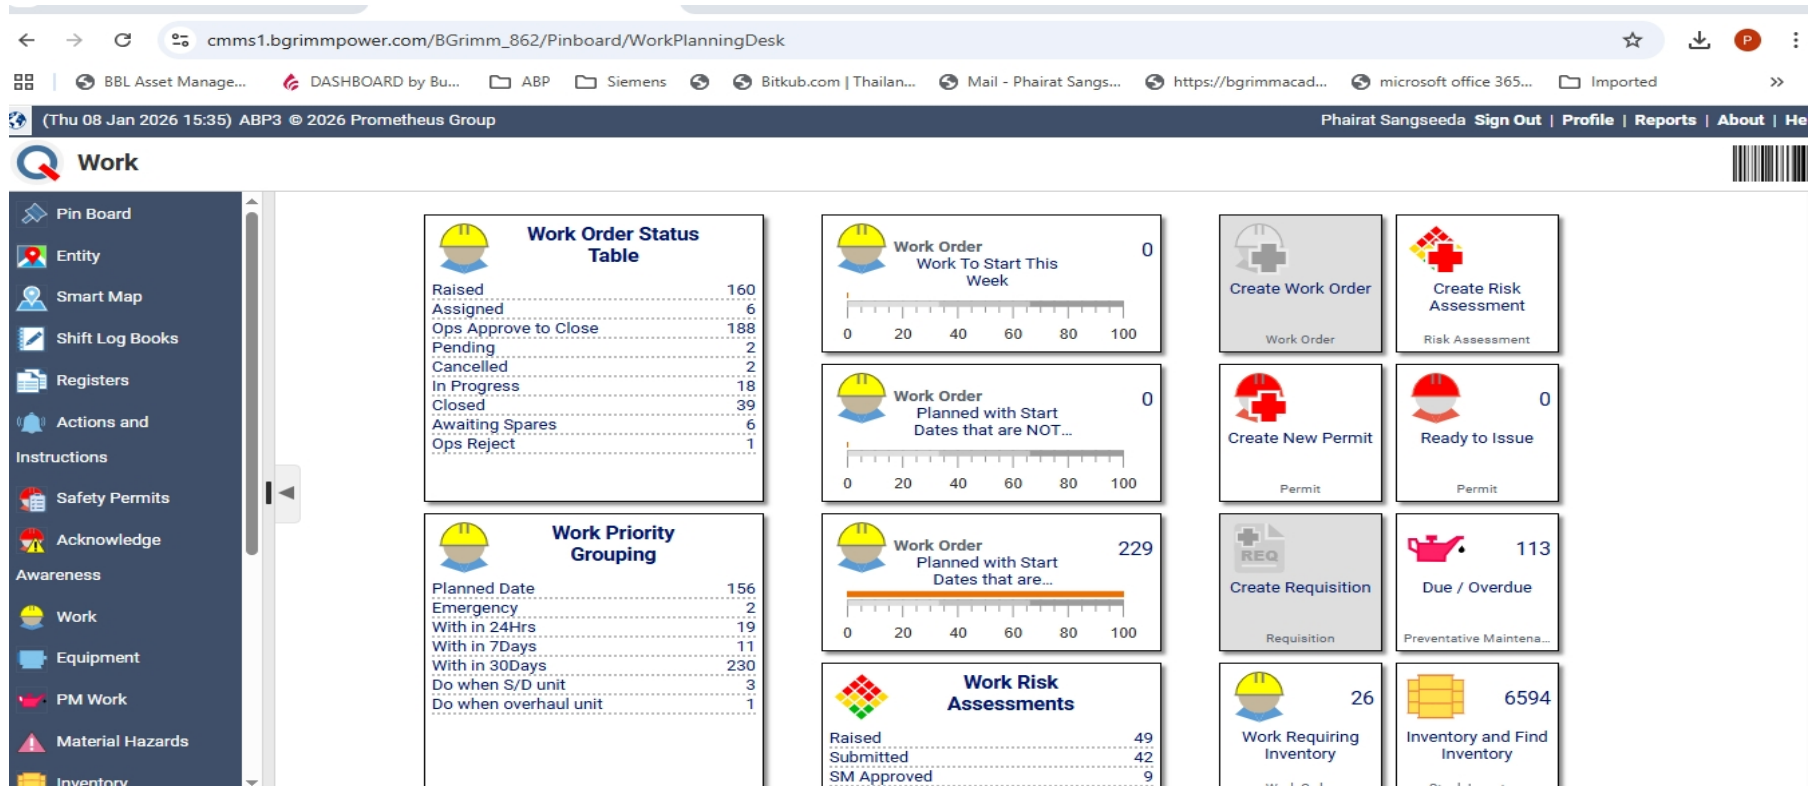 cmms1.bgrimmpower.com/BGrimm_862/Pinboard/WorkPlanningDesk
P
BBL Asset Manage...
DASHBOARD by Bu...
ABP
Siemens
Bitkub.com | Thailan...
Mail - Phairat Sangs...
https://bgrimmacad...
microsoft office 365...
Imported
(Thu 08 Jan 2026 15:35) ABP3 © 2026 Prometheus Group
Phairat Sangseeda Sign Out | Profile | Reports | About | He
Work
Pin Board
Entity
Smart Map
Shift Log Books
Registers
Actions and
Instructions
Safety Permits
Acknowledge
Awareness
Work
Equipment
PM Work
Material Hazards
Inventory
Work Order Status
Table
Raised 160
Assigned 6
Ops Approve to Close 188
Pending 2
Cancelled 2
In Progress 18
Closed 39
Awaiting Spares 6
Ops Reject 1
Work Priority
Grouping
Planned Date 156
Emergency 2
With in 24Hrs 19
With in 7Days 11
With in 30Days 230
Do when S/D unit 3
Do when overhaul unit 1
Work Order 0
Work To Start This
Week
0 20 40 60 80 100
Work Order 0
Planned with Start
Dates that are NOT...
0 20 40 60 80 100
Work Order 229
Planned with Start
Dates that are...
0 20 40 60 80 100
Work Risk
Assessments
Raised 49
Submitted 42
SM Approved 9
Create Work Order
Work Order
Create Risk
Assessment
Risk Assessment
Create New Permit
Permit
0
Ready to Issue
Permit
REQ
Create Requisition
Requisition
113
Due / Overdue
Preventative Maintena...
26
Work Requiring
Inventory
6594
Inventory and Find
Inventory